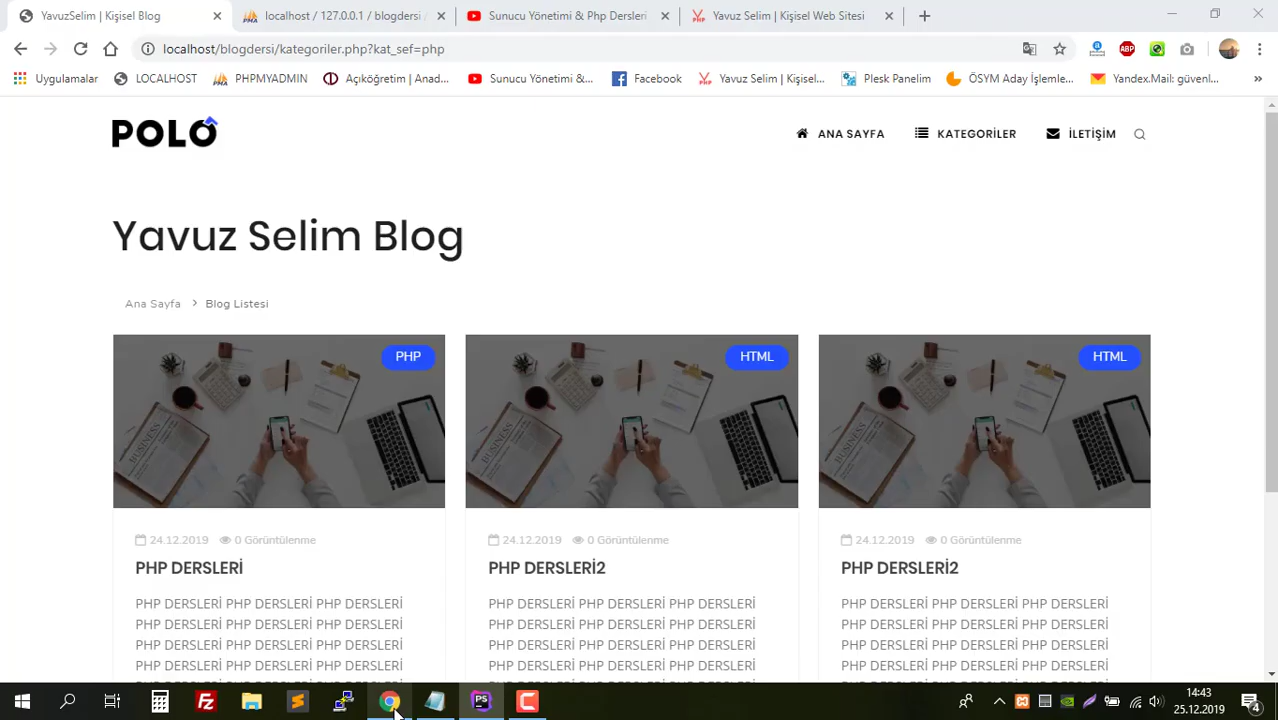 YavuzSelim | Kişisel Blog
localhost / 127.0.0.1 / blogdersi /
Sunucu Yönetimi & Php Dersleri
Yavuz Selim | Kişisel Web Sitesi
localhost/blogdersi/kategoriler.php?kat_sef=php
ABP
Uygulamalar
LOCALHOST
PHPMYADMIN
Açıköğretim | Anad...
Sunucu Yönetimi &...
Facebook
Yavuz Selim | Kişisel...
Plesk Panelim
ÖSYM Aday İşlemle...
Yandex.Mail: güvenl...
POLO
ANA SAYFA
KATEGORİLER
İLETİŞİM
Yavuz Selim Blog
Ana Sayfa > Blog Listesi
PHP
HTML
HTML
24.12.2019 0 Görüntülenme
24.12.2019 0 Görüntülenme
24.12.2019 0 Görüntülenme
PHP DERSLERİ
PHP DERSLERİ2
PHP DERSLERİ2
PHP DERSLERİ PHP DERSLERİ PHP DERSLERİ
PHP DERSLERİ PHP DERSLERİ PHP DERSLERİ
PHP DERSLERİ PHP DERSLERİ PHP DERSLERİ
PHP DERSLERİ PHP DERSLERİ PHP DERSLERİ
PHP DERSLERİ PHP DERSLERİ PHP DERSLERİ
PHP DERSLERİ PHP DERSLERİ PHP DERSLERİ
PHP DERSLERİ PHP DERSLERİ PHP DERSLERİ
PHP DERSLERİ PHP DERSLERİ PHP DERSLERİ
PHP DERSLERİ PHP DERSLERİ PHP DERSLERİ
PHP DERSLERİ PHP DERSLERİ PHP DERSLERİ
PHP DERSLERİ PHP DERSLERİ PHP DERSLERİ
PHP DERSLERİ PHP DERSLERİ PHP DERSLERİ
14:43
25.12.2019
4